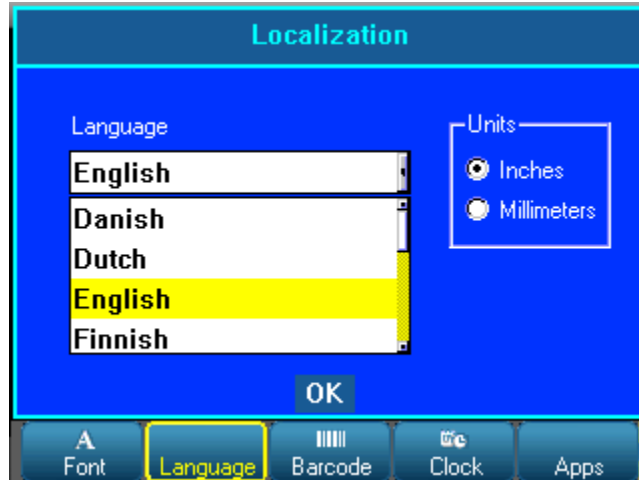 Localization
Language
English
Danish
Dutch
English
Finnish
Units
Inches
Millimeters
OK
A
Font
Language
Barcode
Clock
Apps